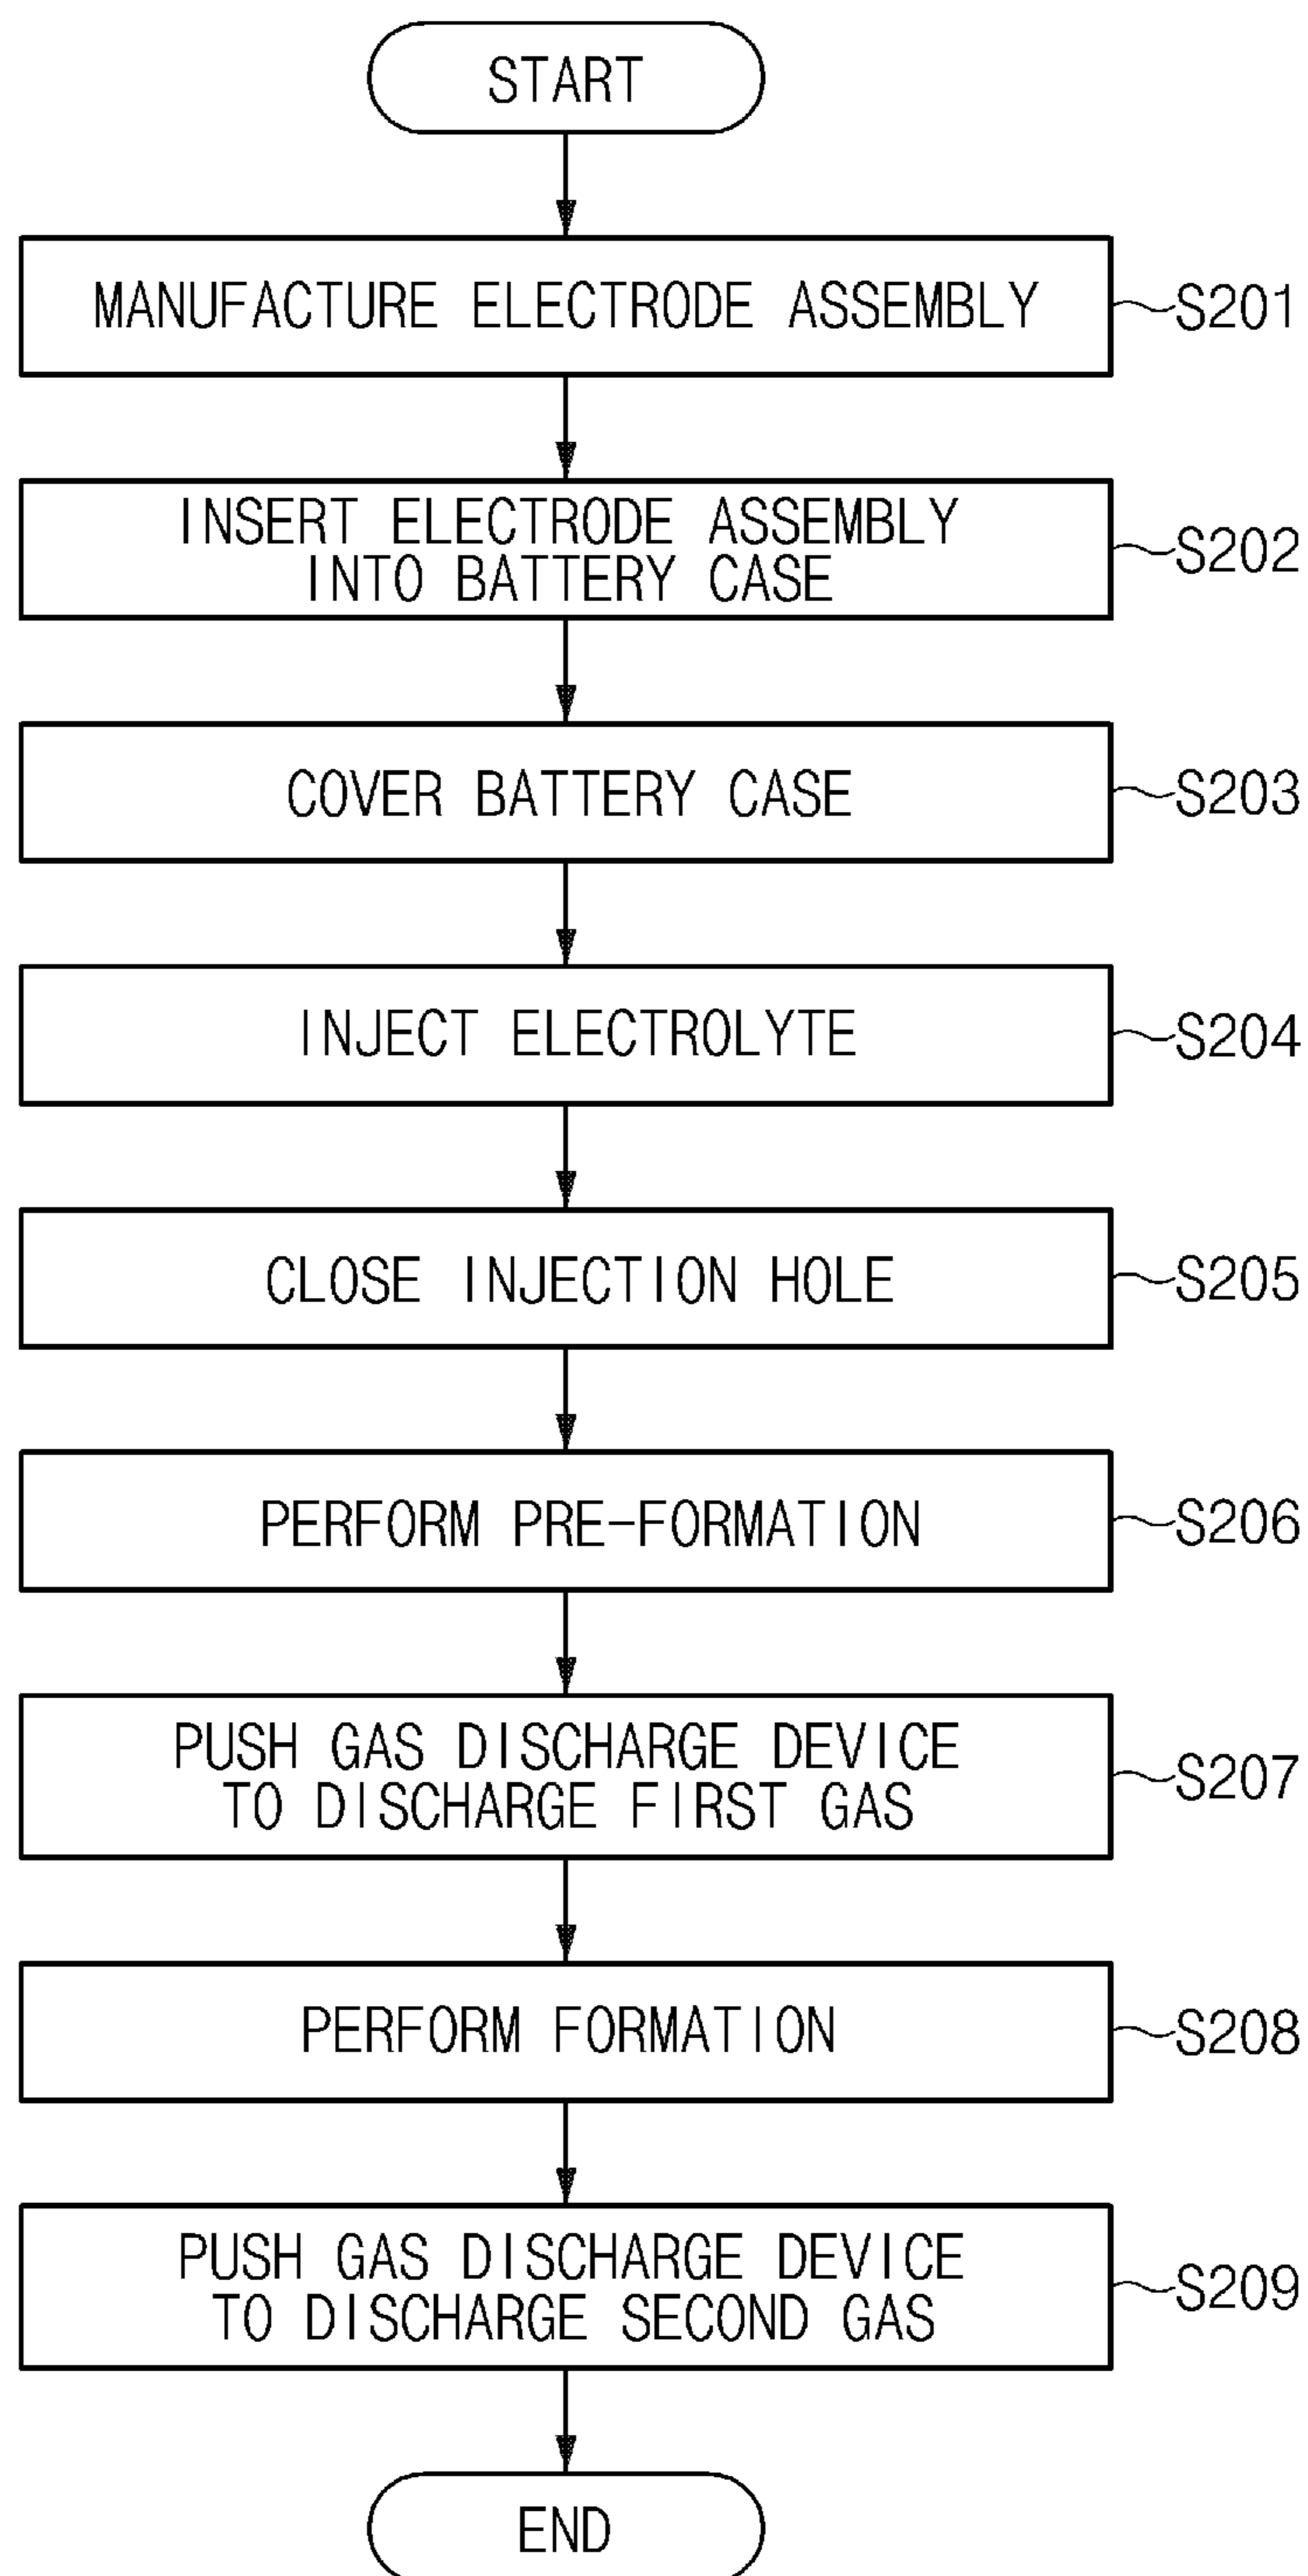 START
MANUFACTURE ELECTRODE ASSEMBLY
S201
INSERT ELECTRODE ASSEMBLY
INTO BATTERY CASE
S202
COVER BATTERY CASE
S203
INJECT ELECTROLYTE
S204
CLOSE INJECTION HOLE
S205
PERFORM PRE-FORMATION
S206
PUSH GAS DISCHARGE DEVICE
TO DISCHARGE FIRST GAS
S207
PERFORM FORMATION
S208
PUSH GAS DISCHARGE DEVICE
TO DISCHARGE SECOND GAS
S209
END